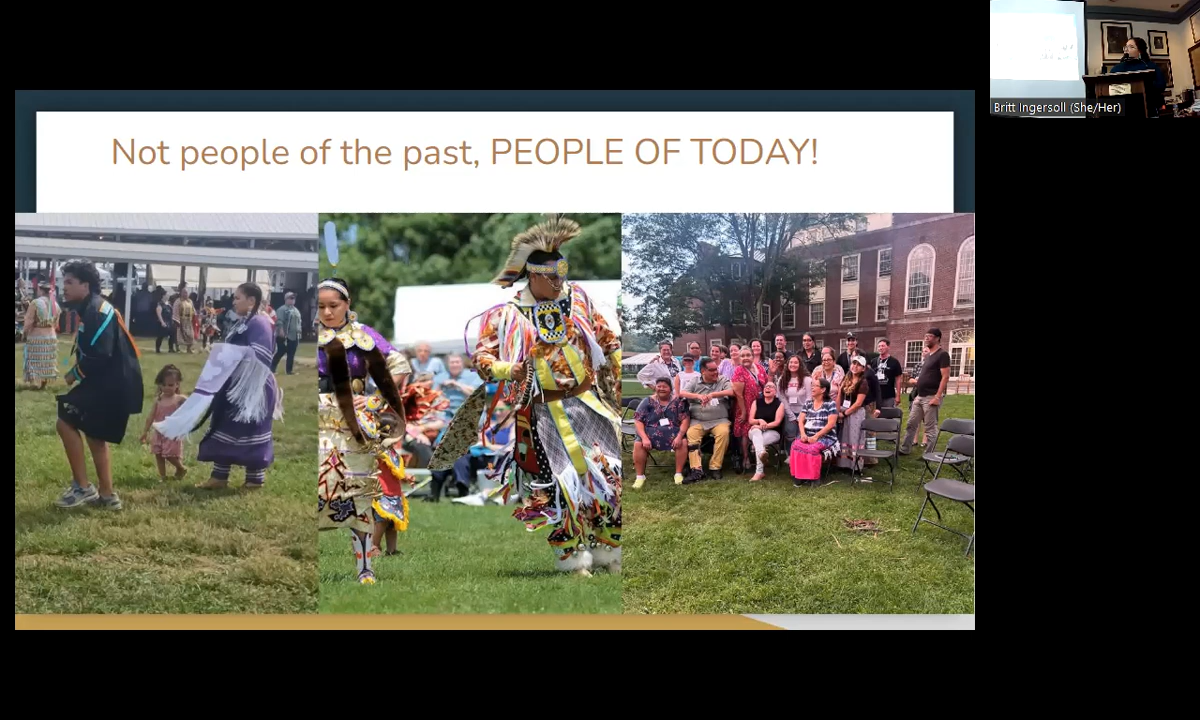 Not people of the past, PEOPLE OF TODAY!
Britt Ingersoll (She/Her)